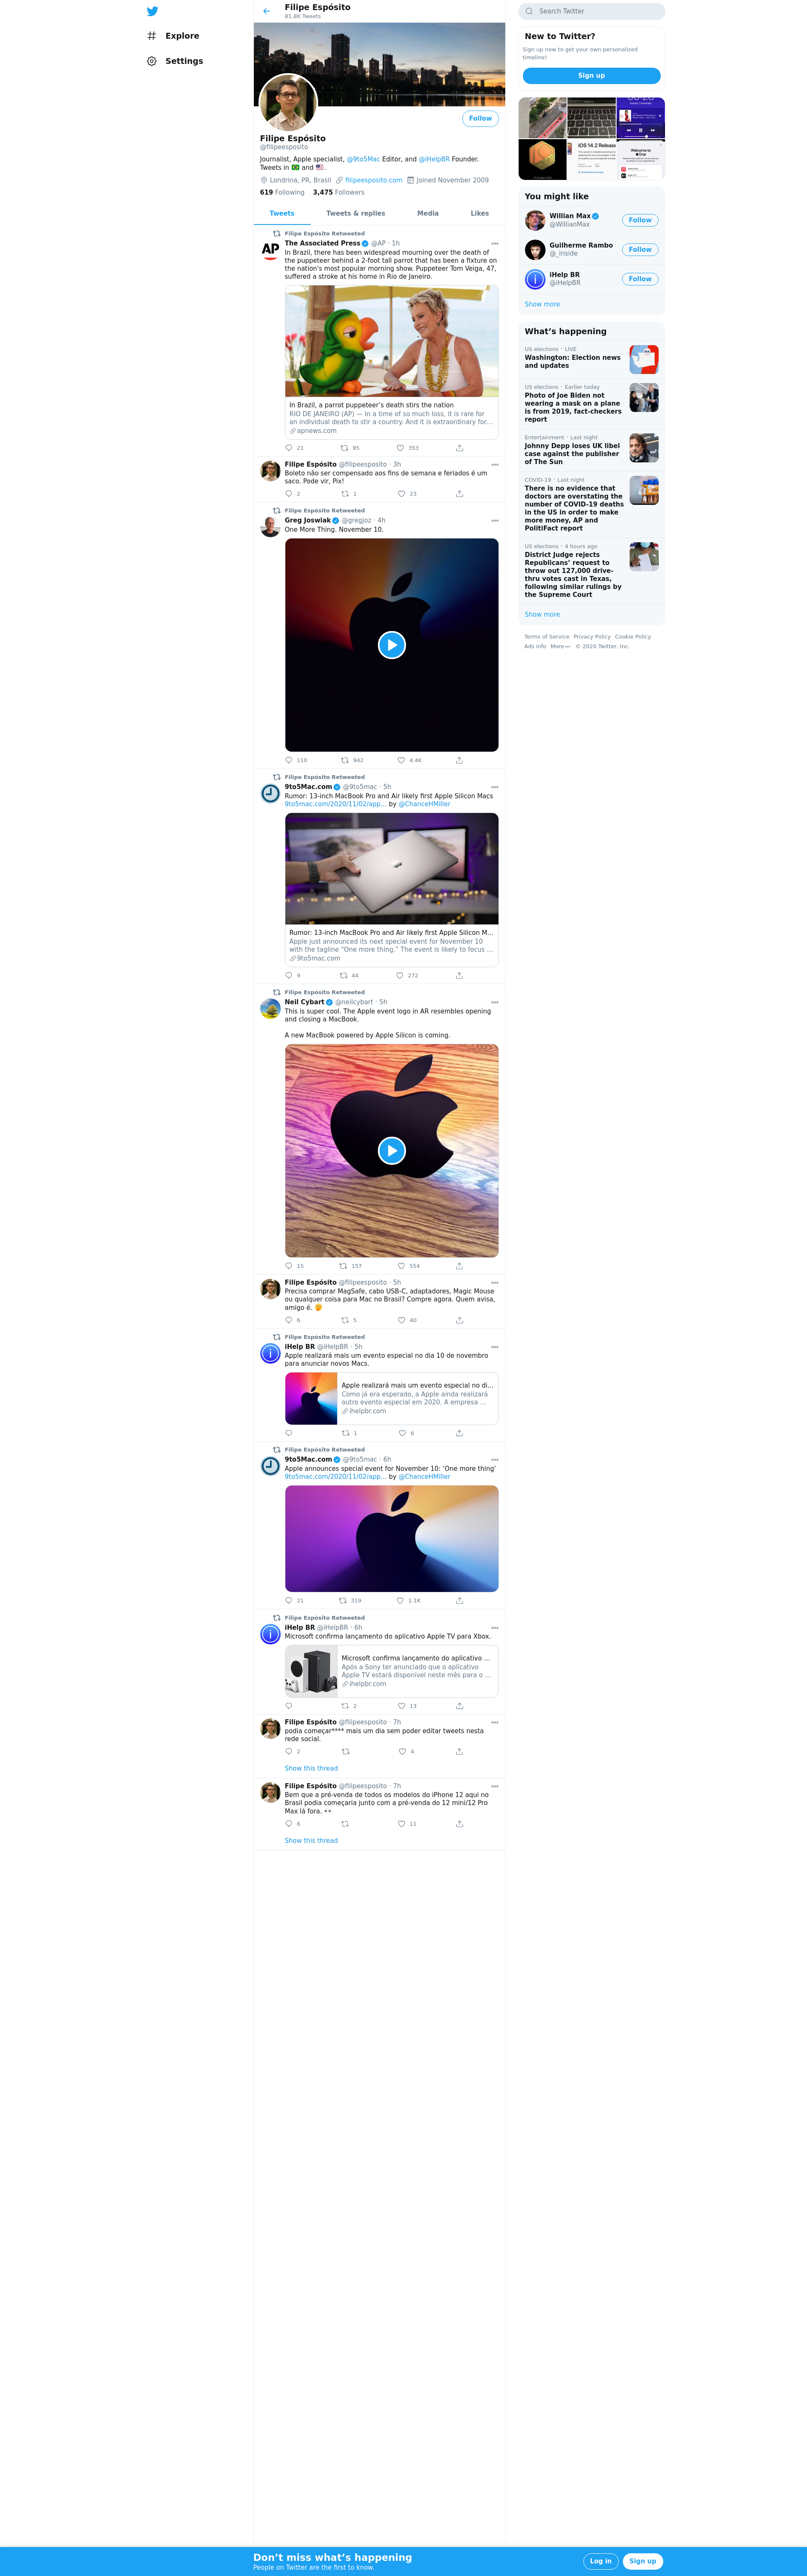 Explore
Settings
Filipe Espósito
81.8K Tweets
Follow
Filipe Espósito
@filipeesposito
Journalist, Apple specialist, @9to5Mac Editor, and @iHelpBR Founder.
Tweets in 🇧🇷 and 🇺🇸.
Londrina, PR, Brasil filipeesposito.com Joined November 2009
619 Following 3,475 Followers
Tweets Tweets & replies Media Likes
Filipe Espósito Retweeted
The Associated Press @AP · 1h
In Brazil, there has been widespread mourning over the death of
the puppeteer behind a 2-foot tall parrot that has been a fixture on
the nation's most popular morning show. Puppeteer Tom Veiga, 47,
suffered a stroke at his home in Rio de Janeiro.
In Brazil, a parrot puppeteer's death stirs the nation
RIO DE JANEIRO (AP) — In a time of so much loss, it is rare for
an individual death to stir a country. And it is extraordinary for...
apnews.com
21 95 353
Filipe Espósito @filipeesposito · 3h
Boleto não ser compensado aos fins de semana e feriados é um
saco. Pode vir, Pix!
2 1 23
Filipe Espósito Retweeted
Greg Joswiak @gregjoz · 4h
One More Thing. November 10.
110 942 4.4K
Filipe Espósito Retweeted
9to5Mac.com @9to5mac · 5h
Rumor: 13-inch MacBook Pro and Air likely first Apple Silicon Macs
9to5mac.com/2020/11/02/app... by @ChanceHMiller
Rumor: 13-inch MacBook Pro and Air likely first Apple Silicon M...
Apple just announced its next special event for November 10
with the tagline "One more thing." The event is likely to focus ...
9to5mac.com
9 44 272
Filipe Espósito Retweeted
Neil Cybart @neilcybart · 5h
This is super cool. The Apple event logo in AR resembles opening
and closing a MacBook.
A new MacBook powered by Apple Silicon is coming.
15 157 554
Filipe Espósito @filipeesposito · 5h
Precisa comprar MagSafe, cabo USB-C, adaptadores, Magic Mouse
ou qualquer coisa para Mac no Brasil? Compre agora. Quem avisa,
amigo é.
6 5 40
Filipe Espósito Retweeted
iHelp BR @iHelpBR · 5h
Apple realizará mais um evento especial no dia 10 de novembro
para anunciar novos Macs.
Apple realizará mais um evento especial no di...
Como já era esperado, a Apple ainda realizará
outro evento especial em 2020. A empresa ...
ihelpbr.com
1 6
Filipe Espósito Retweeted
9to5Mac.com @9to5mac · 6h
Apple announces special event for November 10: 'One more thing'
9to5mac.com/2020/11/02/app... by @ChanceHMiller
21 319 1.1K
Filipe Espósito Retweeted
iHelp BR @iHelpBR · 6h
Microsoft confirma lançamento do aplicativo Apple TV para Xbox.
Microsoft confirma lançamento do aplicativo ...
Após a Sony ter anunciado que o aplicativo
Apple TV estará disponível neste mês para o ...
ihelpbr.com
2 13
Filipe Espósito @filipeesposito · 7h
podia começar**** mais um dia sem poder editar tweets nesta
rede social.
2 4
Show this thread
Filipe Espósito @filipeesposito · 7h
Bem que a pré-venda de todos os modelos do iPhone 12 aqui no
Brasil podia começaria junto com a pré-venda do 12 mini/12 Pro
Max lá fora. 👀
6 11
Show this thread
Search Twitter
New to Twitter?
Sign up now to get your own personalized
timeline!
Sign up
iOS 14.2 Release
Welcome to
You might like
Willian Max
@WillianMax
Follow
Guilherme Rambo
@_inside
Follow
iHelp BR
@iHelpBR
Follow
Show more
What's happening
US elections · LIVE
Washington: Election news
and updates
US elections · Earlier today
Photo of Joe Biden not
wearing a mask on a plane
is from 2019, fact-checkers
report
Entertainment · Last night
Johnny Depp loses UK libel
case against the publisher
of The Sun
COVID-19 · Last night
There is no evidence that
doctors are overstating the
number of COVID-19 deaths
in the US in order to make
more money, AP and
PolitiFact report
US elections · 4 hours ago
District Judge rejects
Republicans' request to
throw out 127,000 drive-
thru votes cast in Texas,
following similar rulings by
the Supreme Court
Show more
Terms of Service Privacy Policy Cookie Policy
Ads info More © 2020 Twitter, Inc.
Don't miss what's happening
People on Twitter are the first to know.
Log in Sign up